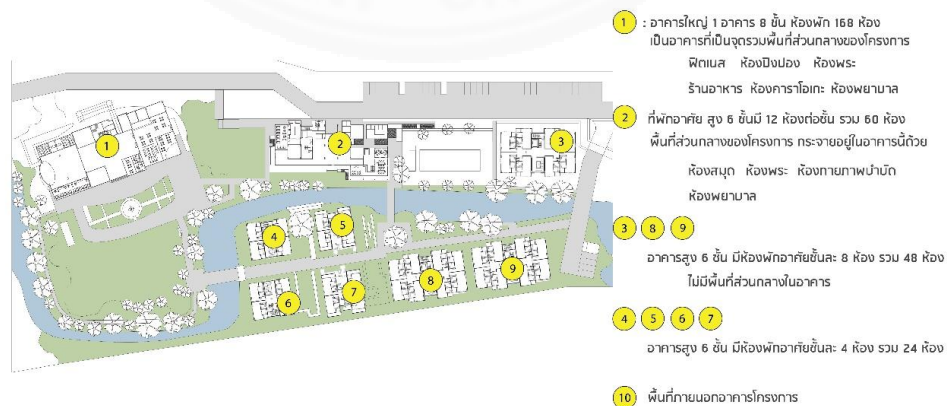 1 : อาคารใหญ่ 1 อาคาร 8 ชั้น ห้องพัก 168 ห้อง
เป็นอาคารที่เป็นจุดรวมพื้นที่ส่วนกลางของโครงการ
ฟิตเนส ห้องปิงปอง ห้องพระ
ร้านอาหาร ห้องคาราโอเกะ ห้องพยาบาล
2 ที่พักอาศัย สูง 6 ชั้นมี 12 ห้องต่อชั้น รวม 60 ห้อง
พื้นที่ส่วนกลางของโครงการ กระจายอยู่ในอาคารนี้ด้วย
ห้องสมุด ห้องพระ ห้องกายภาพบำบัด
ห้องพยาบาล
3 8 9
อาคารสูง 6 ชั้น มีห้องพักอาศัยชั้นละ 8 ห้อง รวม 48 ห้อง
ไม่มีพื้นที่ส่วนกลางในอาคาร
4 5 6 7
อาคารสูง 6 ชั้น มีห้องพักอาศัยชั้นละ 4 ห้อง รวม 24 ห้อง
10 พื้นที่ภายนอกอาคารโครงการ
1
2
3
4
5
6
7
8
9